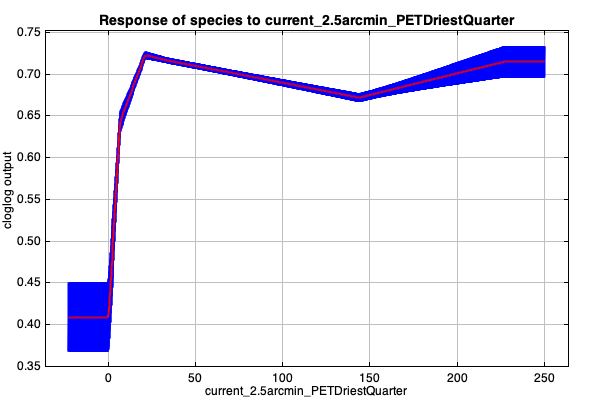 Response of species to current_2.5arcmin_PETDriestQuarter
cloglog output
0.75
0.70
0.65
0.60
0.55
0.50
0.45
0.40
0.35
0 50 100 150 200 250
current_2.5arcmin_PETDriestQuarter